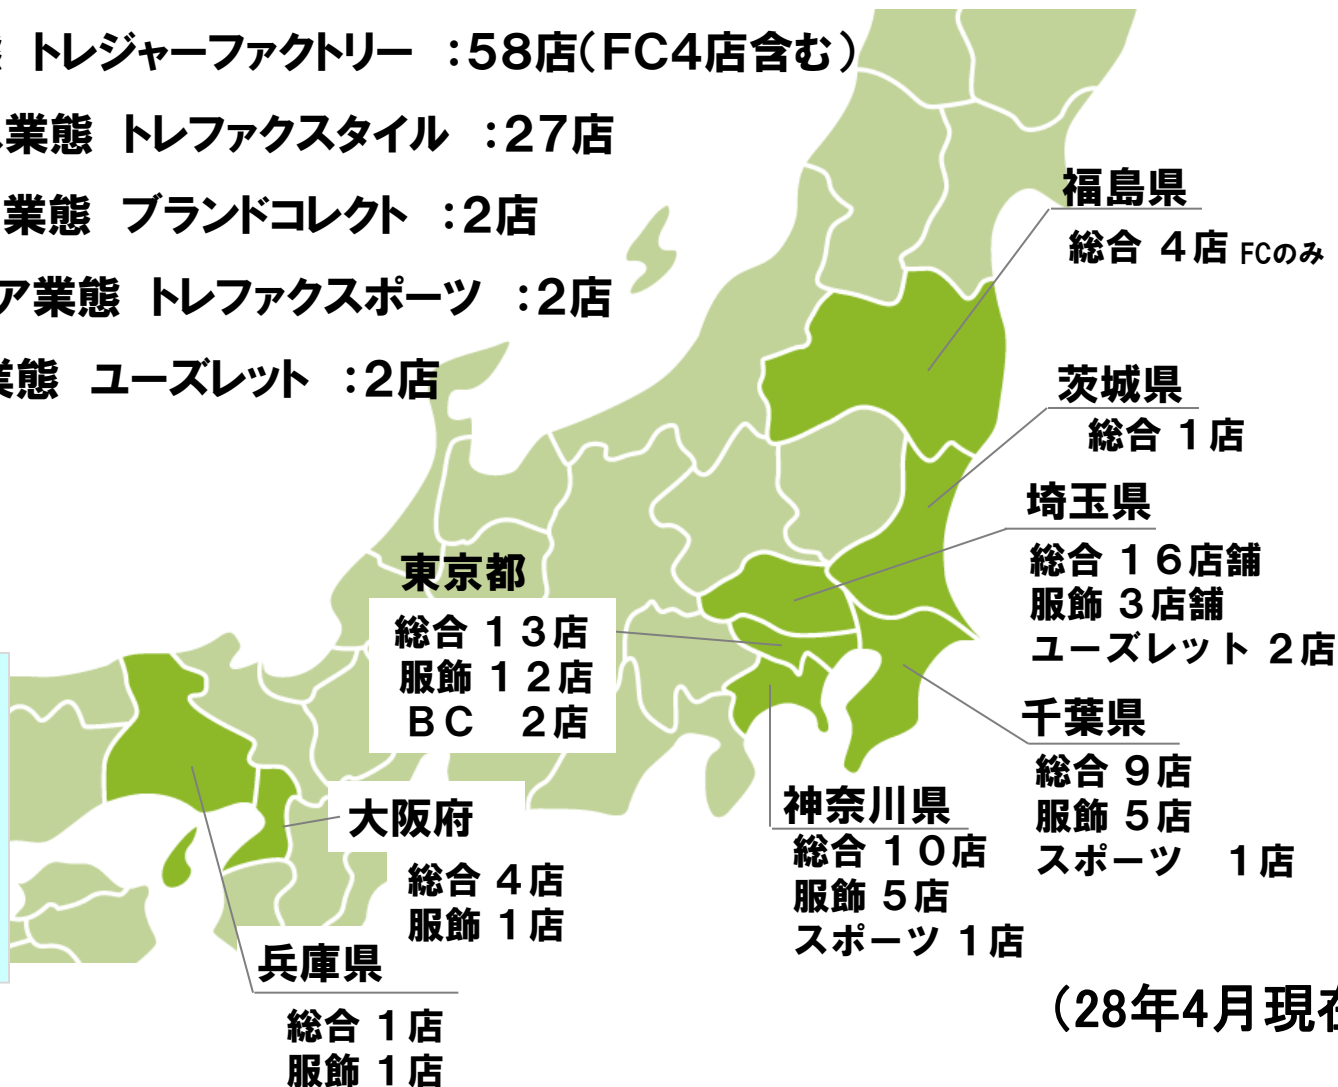 トレジャーファクトリー ：58店（FC4店含む）
業態 トレファクスタイル ：27店
業態 ブランドコレクト ：2店
ア業態 トレファクスポーツ ：2店
業態 ユーズレット ：2店
福島県
総合 ４店 FCのみ
茨城県
総合 １店
埼玉県
総合 １６店舗
服飾 ３店舗
ユーズレット ２店
東京都
総合 １３店
服飾 １２店
ＢＣ ２店
千葉県
総合 ９店
服飾 ５店
スポーツ １店
神奈川県
総合 １０店
服飾 ５店
スポーツ １店
大阪府
総合 ４店
服飾 １店
兵庫県
総合 １店
服飾 １店
（28年4月現在